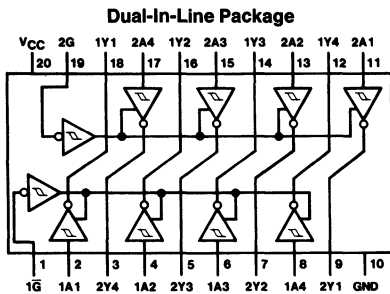 Dual-In-Line Package
VCC 2G 1Y1 2A4 1Y2 2A3 1Y3 2A2 1Y4 2A1
20 19 18 17 16 15 14 13 12 11
1 2 3 4 5 6 7 8 9 10
1G̅ 1A1 2Y4 1A2 2Y3 1A3 2Y2 1A4 2Y1 GND